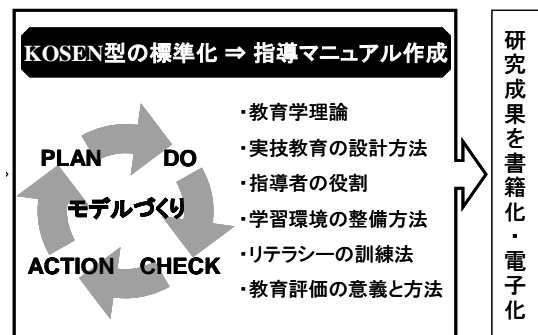 KOSEN型の標準化 ⇒ 指導マニュアル作成
PLAN
DO
モデルづくり
ACTION
CHECK
・教育学理論
・実技教育の設計方法
・指導者の役割
・学習環境の整備方法
・リテラシーの訓練法
・教育評価の意義と方法
研究成果を書籍化・電子化